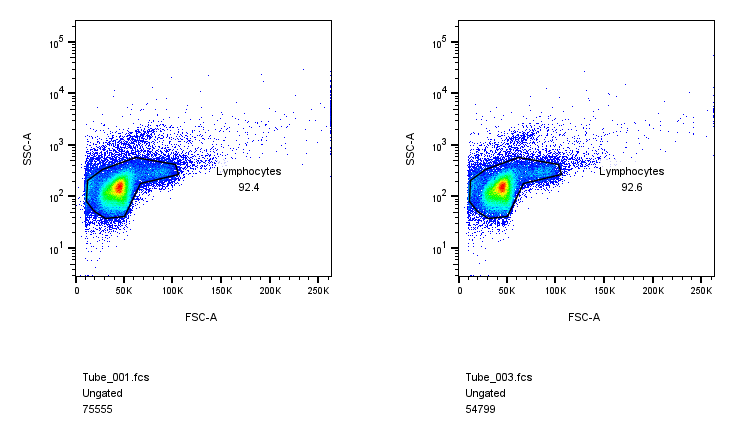 SSC-A
10^5
10^4
10^3
10^2
10^1
Lymphocytes
92.4
0 50K 100K 150K 200K 250K
FSC-A
Tube_001.fcs
Ungated
75555
SSC-A
10^5
10^4
10^3
10^2
10^1
Lymphocytes
92.6
0 50K 100K 150K 200K 250K
FSC-A
Tube_003.fcs
Ungated
54799